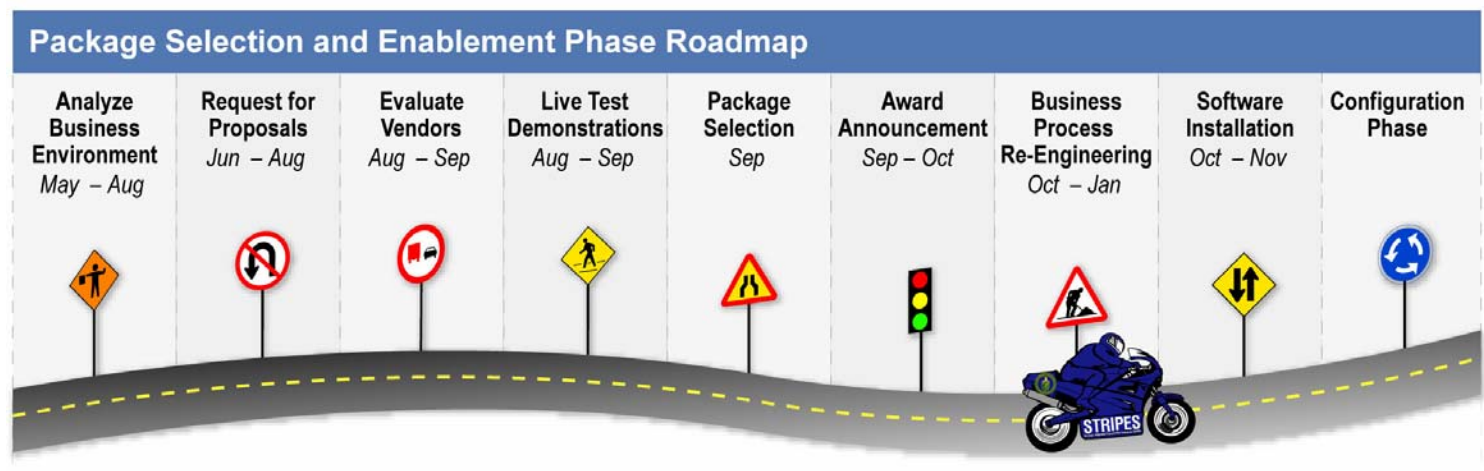 Package Selection and Enablement Phase Roadmap
Analyze
Business
Environment
May – Aug
Request for
Proposals
Jun – Aug
Evaluate
Vendors
Aug – Sep
Live Test
Demonstrations
Aug – Sep
Package
Selection
Sep
Award
Announcement
Sep – Oct
Business
Process
Re-Engineering
Oct – Jan
Software
Installation
Oct – Nov
Configuration
Phase
STRIPES